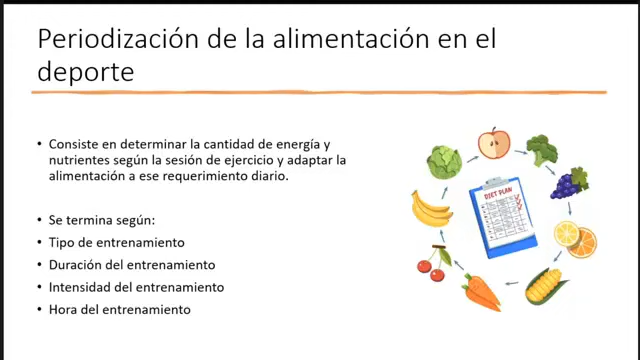 Periodización de la alimentación en el
deporte
• Consiste en determinar la cantidad de energía y
nutrientes según la sesión de ejercicio y adaptar la
alimentación a ese requerimiento diario.
• Se termina según:
• Tipo de entrenamiento
• Duración del entrenamiento
• Intensidad del entrenamiento
• Hora del entrenamiento
DIET PLAN